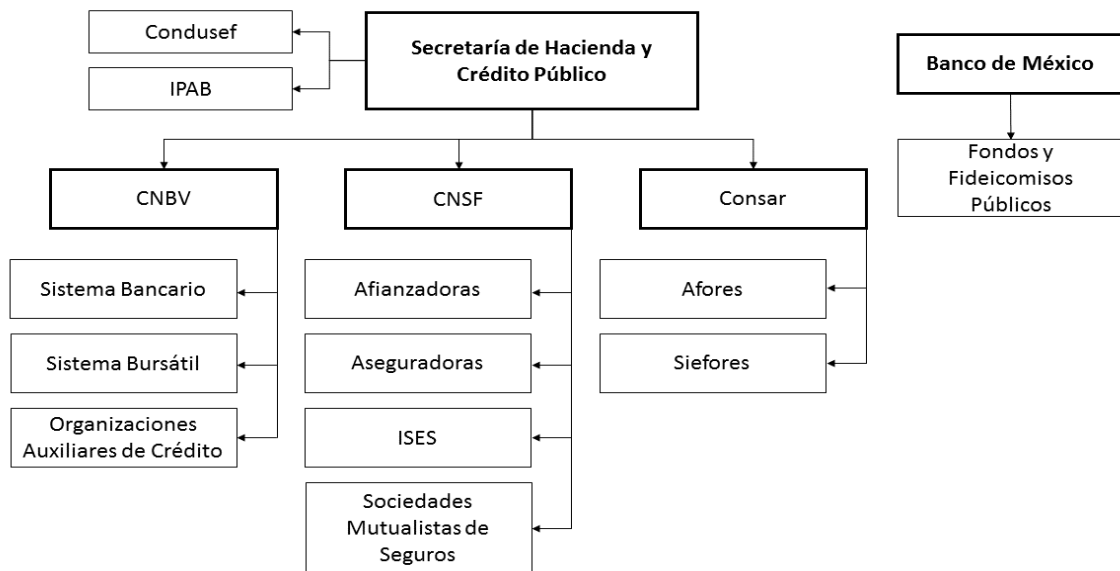 Condusef
IPAB
Secretaría de Hacienda y
Crédito Público
Banco de México
Fondos y
Fideicomisos
Públicos
CNBV
CNSF
Consar
Sistema Bancario
Sistema Bursátil
Organizaciones
Auxiliares de Crédito
Afianzadoras
Aseguradoras
ISES
Sociedades
Mutualistas de
Seguros
Afores
Siefores